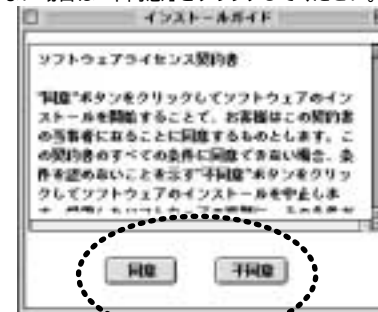 インストールガイド
ソフトウェアライセンス契約書
"同意"ボタンをクリックしてソフトウェアのイン
ストールを開始することで、お客様はこの契約書
の当事者になることに同意するものとします。こ
の契約書のすべての条件に同意できない場合、条
件を認めないことを示す"不同意"ボタンをクリッ
クしてソフトウェアのインストールを中止しま
同意
不同意